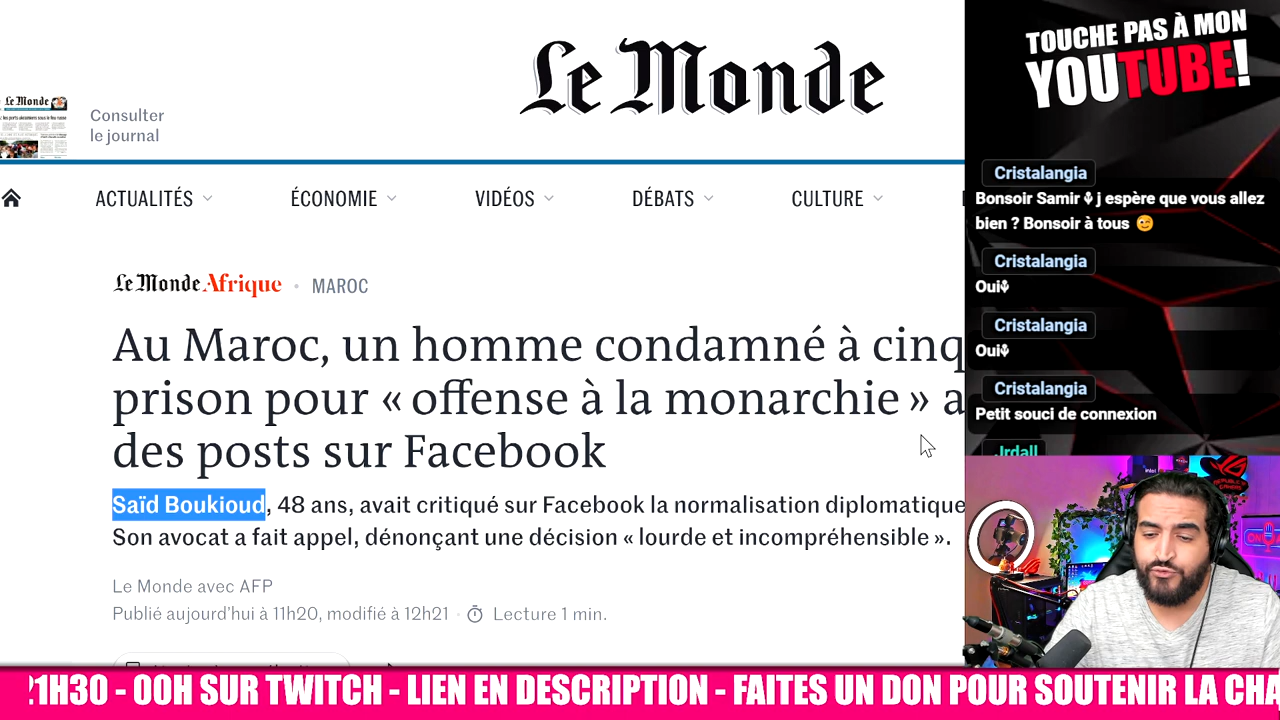 Le Monde
Consulter
le journal
ACTUALITÉS
ÉCONOMIE
VIDÉOS
DÉBATS
CULTURE
Le Monde Afrique • MAROC
Au Maroc, un homme condamné à cinq
prison pour « offense à la monarchie » a
des posts sur Facebook
Saïd Boukioud, 48 ans, avait critiqué sur Facebook la normalisation diplomatique
Son avocat a fait appel, dénonçant une décision « lourde et incompréhensible ».
Le Monde avec AFP
Publié aujourd'hui à 11h20, modifié à 12h21 · Lecture 1 min.
TOUCHE PAS À MON
YOUTUBE!
Cristalangia
Bonsoir Samir j espère que vous allez
bien ? Bonsoir à tous 😉
Cristalangia
Oui
Cristalangia
Oui
Cristalangia
Petit souci de connexion
Jrdall
21H30 - 00H SUR TWITCH - LIEN EN DESCRIPTION - FAITES UN DON POUR SOUTENIR LA CHA